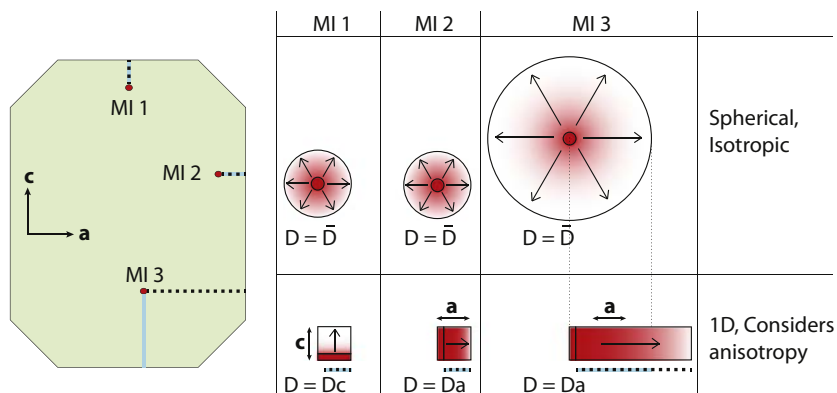 MI 1
MI 2
MI 3
c
a
MI 1 MI 2 MI 3
Spherical,
Isotropic
D = D̄ D = D̄ D = D̄
a a
c
1D, Considers
anisotropy
D = Dc D = Da D = Da